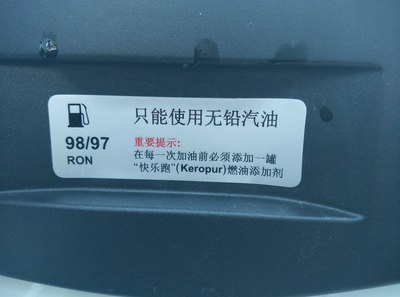 98/97
RON
只能使用无铅汽油
重要提示:
在每一次加油前必须添加一罐
“快乐跑”(Keropur)燃油添加剂